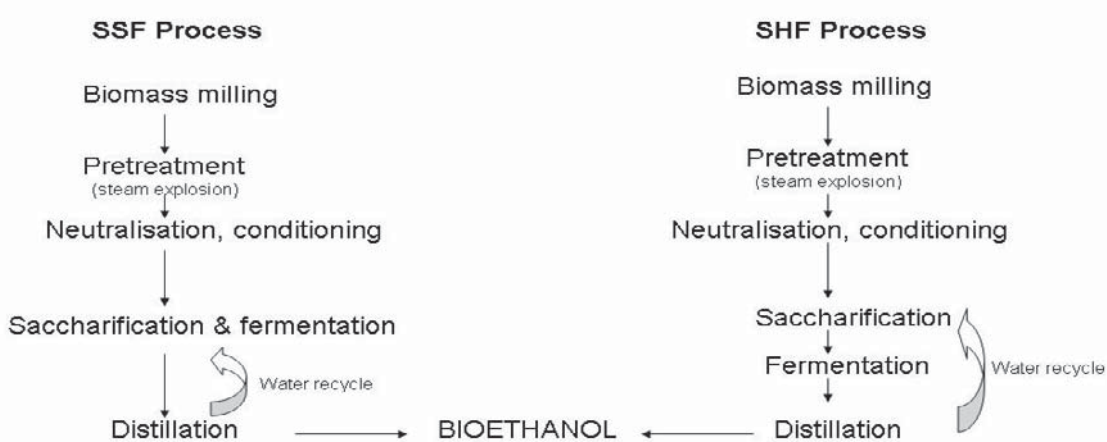 SSF Process
Biomass milling
Pretreatment
(steam explosion)
Neutralisation, conditioning
Saccharification & fermentation
Water recycle
Distillation
BIOETHANOL
SHF Process
Biomass milling
Pretreatment
(steam explosion)
Neutralisation, conditioning
Saccharification
Fermentation
Water recycle
Distillation